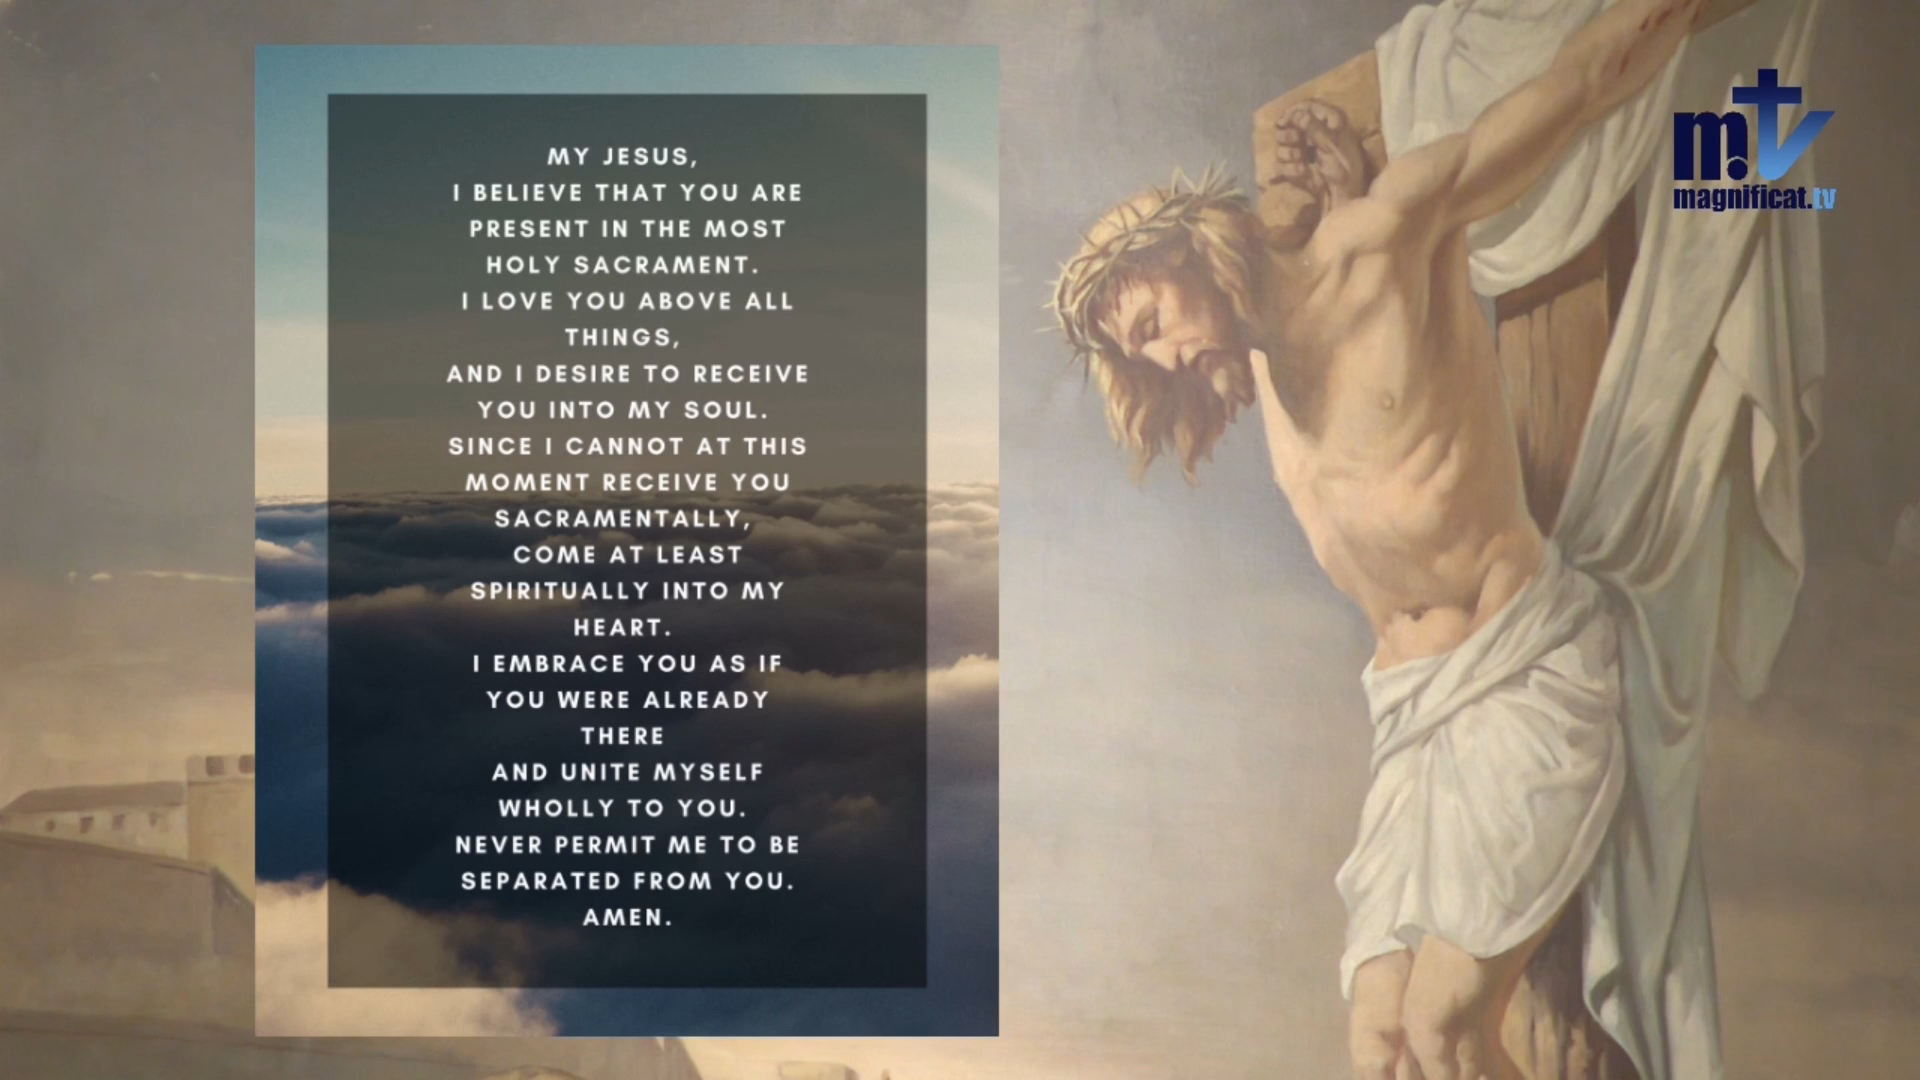 MY JESUS,
I BELIEVE THAT YOU ARE
PRESENT IN THE MOST
HOLY SACRAMENT.
I LOVE YOU ABOVE ALL
THINGS,
AND I DESIRE TO RECEIVE
YOU INTO MY SOUL.
SINCE I CANNOT AT THIS
MOMENT RECEIVE YOU
SACRAMENTALLY,
COME AT LEAST
SPIRITUALLY INTO MY
HEART.
I EMBRACE YOU AS IF
YOU WERE ALREADY
THERE
AND UNITE MYSELF
WHOLLY TO YOU.
NEVER PERMIT ME TO BE
SEPARATED FROM YOU.
AMEN.
m.tv
magnificat.tv